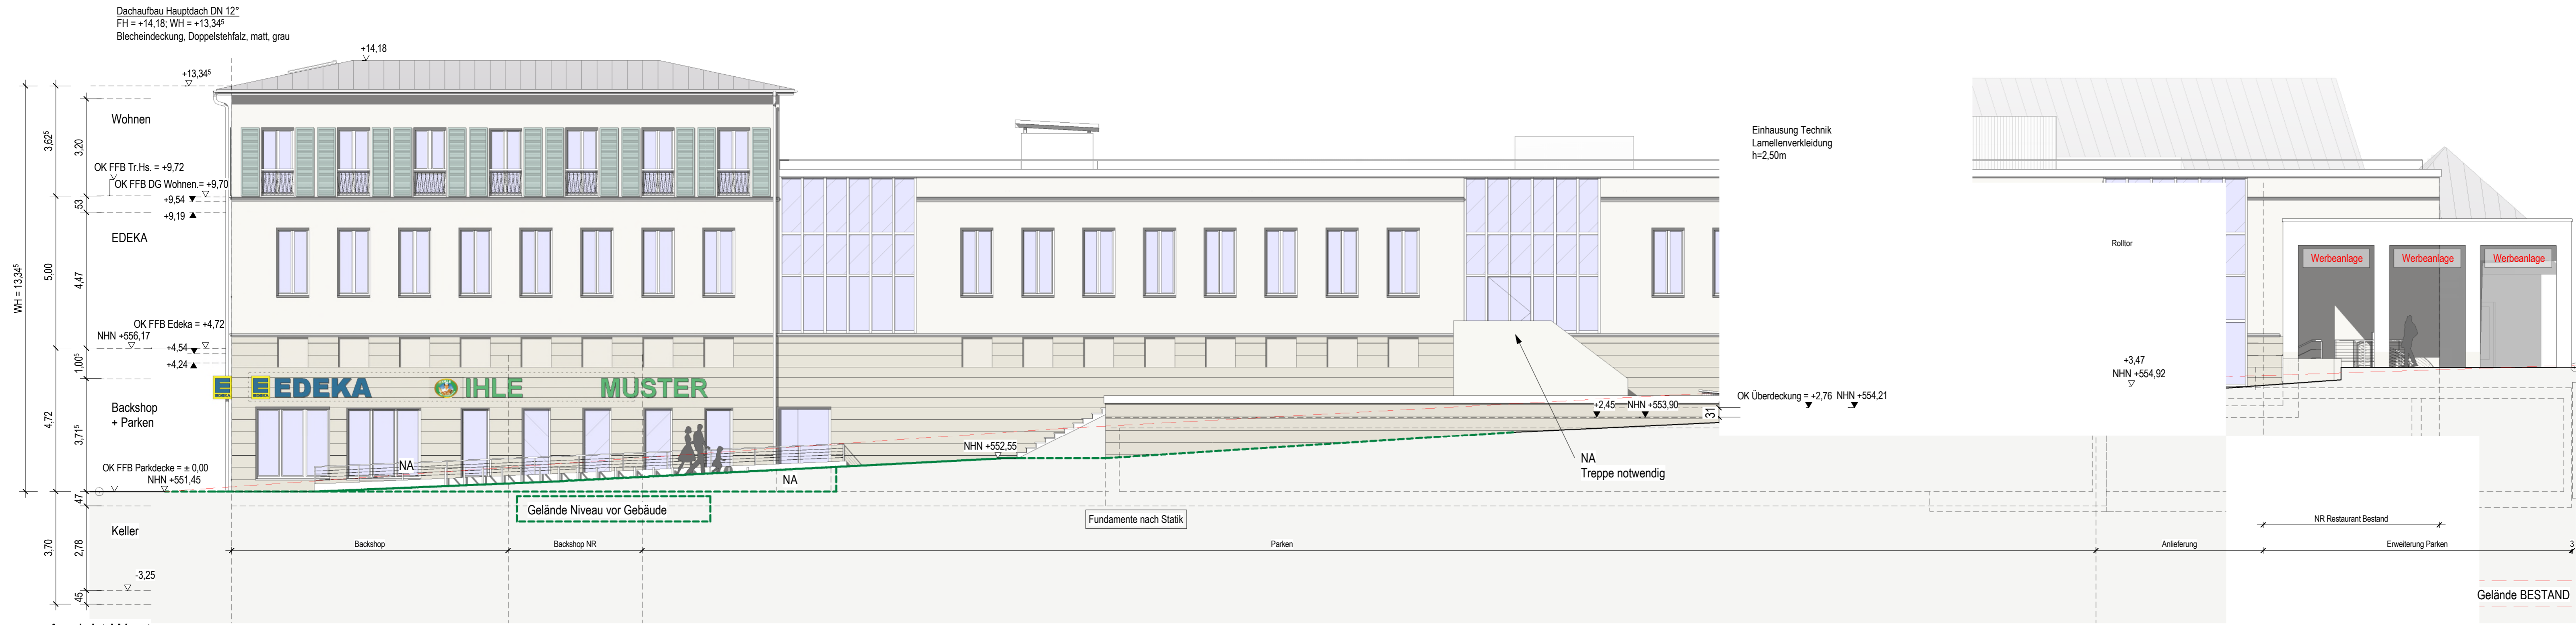 Dachaufbau Hauptdach DN 12°
FH = +14,18; WH = +13,34⁵
Blecheindeckung, Doppelstehfalz, matt, grau
+14,18
+13,34⁵
WH = 13,34⁵
3,62⁵
3,20
Wohnen
OK FFB Tr.Hs. = +9,72
OK FFB DG Wohnen.= +9,70
53
+9,54
+9,19
EDEKA
5,00
4,47
OK FFB Edeka = +4,72
NHN +556,17
+4,54
+4,24
1,00⁵
E
E EDEKA
IHLE
MUSTER
4,72
3,71⁵
Backshop
+ Parken
OK FFB Parkdecke = ± 0,00
NHN +551,45
47
NA
NA
Gelände Niveau vor Gebäude
Keller
3,70
2,78
-3,25
45
NHN +552,55
Fundamente nach Statik
NA
Treppe notwendig
+2,45
NHN +553,90
31
OK Überdeckung = +2,76 NHN +554,21
Einhausung Technik
Lamellenverkleidung
h=2,50m
Rolltor
+3,47
NHN +554,92
Werbeanlage
Werbeanlage
Werbeanlage
NR Restaurant Bestand
Backshop
Backshop NR
Parken
Anlieferung
Erweiterung Parken
3
Gelände BESTAND